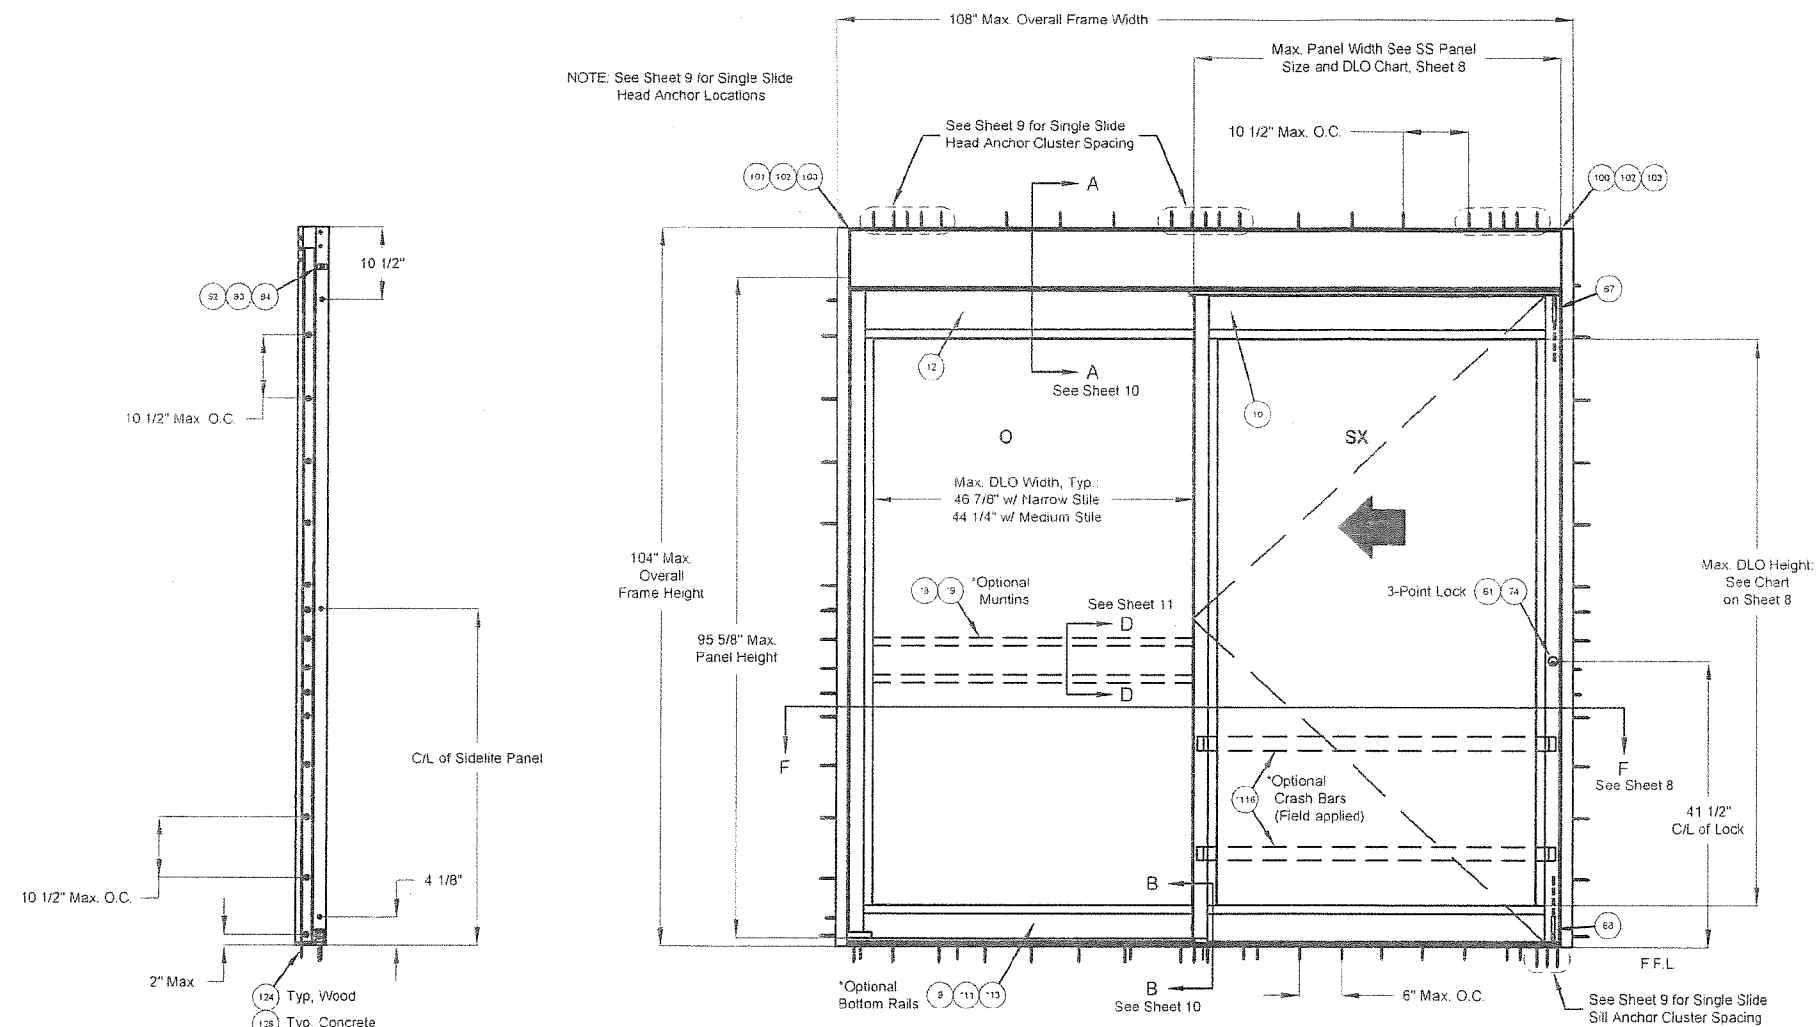 108" Max. Overall Frame Width
Max. Panel Width See SS Panel
Size and DLO Chart, Sheet 8
NOTE: See Sheet 9 for Single Slide
Head Anchor Locations
See Sheet 9 for Single Slide
Head Anchor Cluster Spacing
10 1/2" Max. O.C.
101 102 103
A
100 102 103
10 1/2"
92 93 94
67
12
A
See Sheet 10
10
10 1/2" Max. O.C.
O
SX
Max. DLO Width, Typ.:
46 7/8" w/ Narrow Stile
44 1/4" w/ Medium Stile
104" Max.
Overall
Frame Height
Max. DLO Height:
See Chart
on Sheet 8
*Optional
Muntins
18 19
3-Point Lock 61 74
See Sheet 11
D
95 5/8" Max.
Panel Height
D
C/L of Sidelite Panel
F
F
See Sheet 8
*Optional
Crash Bars
(Field applied)
*116
41 1/2"
C/L of Lock
4 1/8"
10 1/2" Max. O.C.
B
68
2" Max.
F.F.L.
124 Typ, Wood
Typ, Concrete
*Optional
Bottom Rails 9 *11 *13
B
See Sheet 10
6" Max. O.C.
See Sheet 9 for Single Slide
Sill Anchor Cluster Spacing